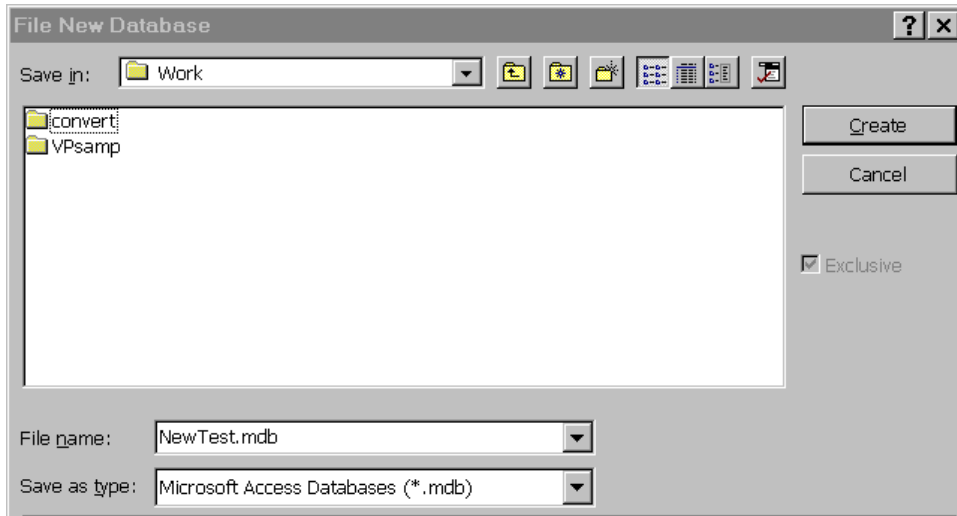 File New Database
Save in: Work
convert
VPsamp
Create
Cancel
Exclusive
File name: NewTest.mdb
Save as type: Microsoft Access Databases (*.mdb)